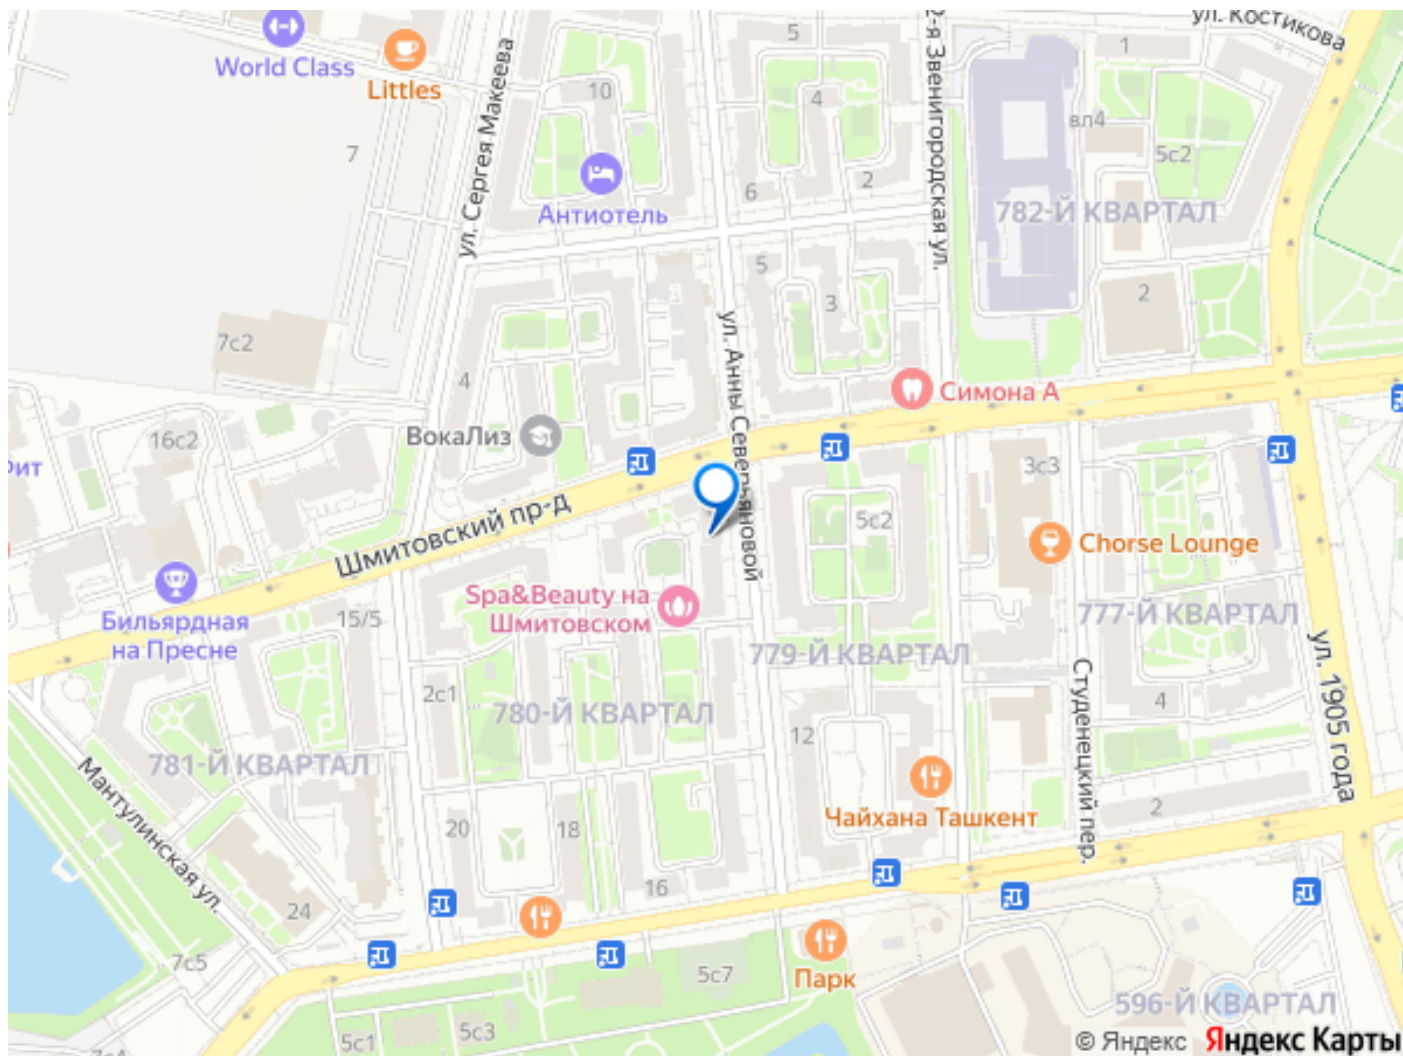 ул. Костикова
2-я Звенигородская ул.
World Class
Littles
ул. Сергея Макеева
5
1
10
4
вл4
7
5с2
Антиотель
6
2
782-Й КВАРТАЛ
5
2
3
7с2
ул. Анны Северьяновой
4
Симона А
ВокаЛиз
16с2
3с3
Шмитовский пр-д
5с2
Chorse Lounge
Spa&Beauty на
Шмитовском
Бильярдная
на Пресне
15/5
777-Й КВАРТАЛ
779-Й КВАРТАЛ
ул. 1905 года
Студенецкий пер.
2с1
780-Й КВАРТАЛ
4
12
781-Й КВАРТАЛ
Мантулинская ул.
Чайхана Ташкент
2
20
18
16
24
7с5
5с7
Парк
596-Й КВАРТАЛ
5с1
5с3
© Яндекс Яндекс Карты